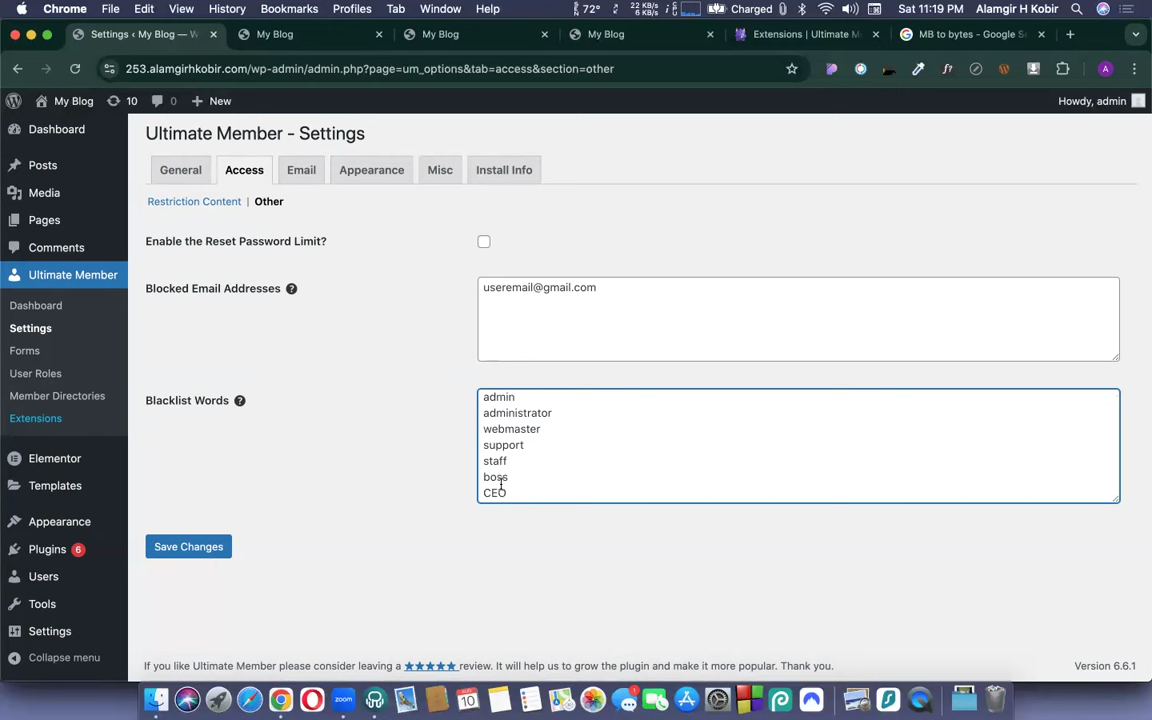 Chrome File Edit View History Bookmarks Profiles Tab Window Help 72° 22 KB/s 6 KB/s Charged Sat 11:19 PM Alamgir H Kobir
Settings ‹ My Blog — W My Blog My Blog My Blog Extensions | Ultimate M MB to bytes - Google S
253.alamgirhkobir.com/wp-admin/admin.php?page=um_options&tab=access&section=other A
My Blog 10 0 New Howdy, admin
Dashboard
Posts
Media
Pages
Comments
Ultimate Member
Dashboard
Settings
Forms
User Roles
Member Directories
Extensions
Elementor
Templates
Appearance
Plugins 6
Users
Tools
Settings
Collapse menu
Ultimate Member - Settings
General Access Email Appearance Misc Install Info
Restriction Content | Other
Enable the Reset Password Limit?
Blocked Email Addresses ?
useremail@gmail.com
Blacklist Words ?
admin
administrator
webmaster
support
staff
boss
CEO
Save Changes
If you like Ultimate Member please consider leaving a ★★★★★ review. It will help us to grow the plugin and make it more popular. Thank you. Version 6.6.1
zoom 10 1